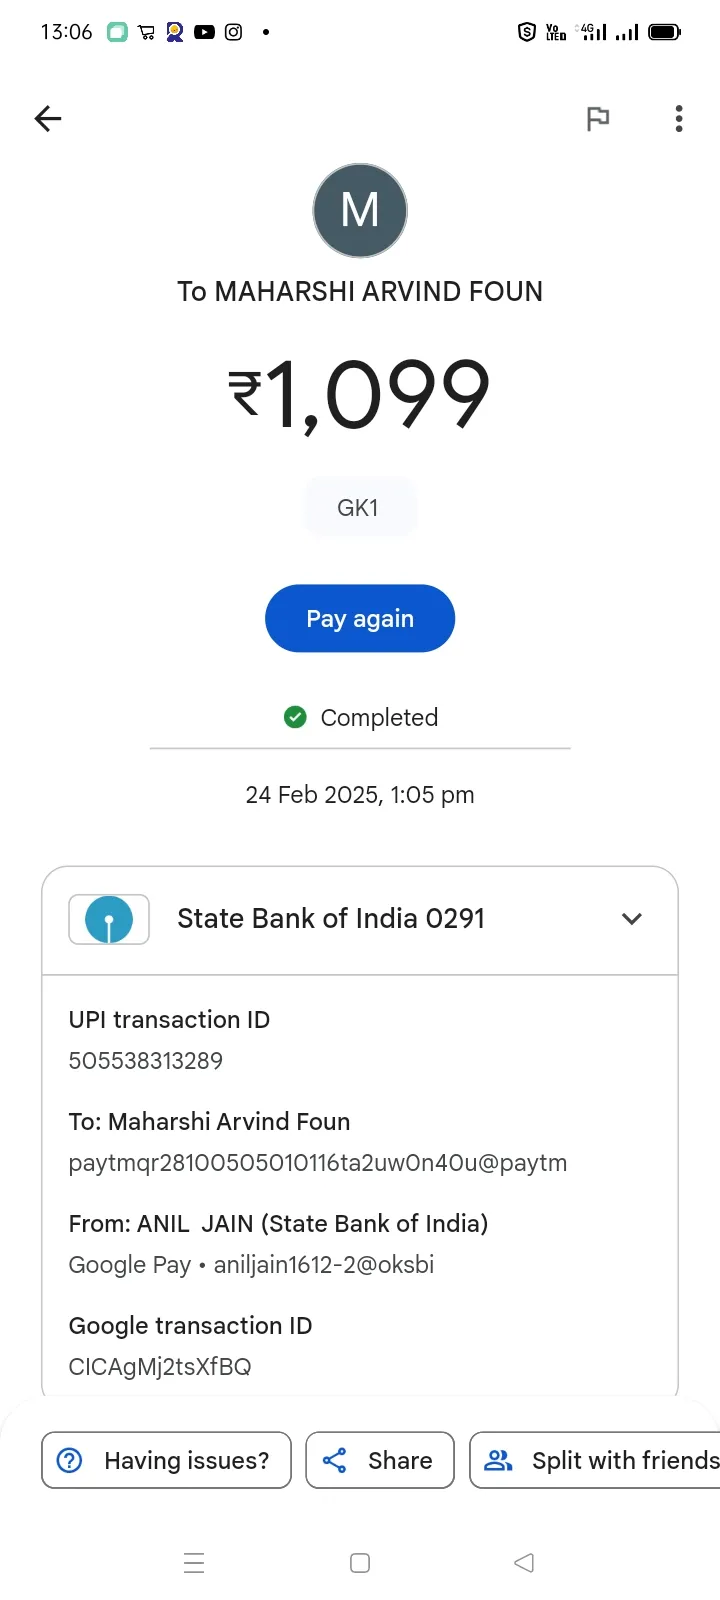 13:06
Vo LTED 4G
M
To MAHARSHI ARVIND FOUN
₹1,099
GK1
Pay again
Completed
24 Feb 2025, 1:05 pm
State Bank of India 0291
UPI transaction ID
505538313289
To: Maharshi Arvind Foun
paytmqr28100505010116ta2uw0n40u@paytm
From: ANIL  JAIN (State Bank of India)
Google Pay • aniljain1612-2@oksbi
Google transaction ID
CICAgMj2tsXfBQ
Having issues?
Share
Split with friends